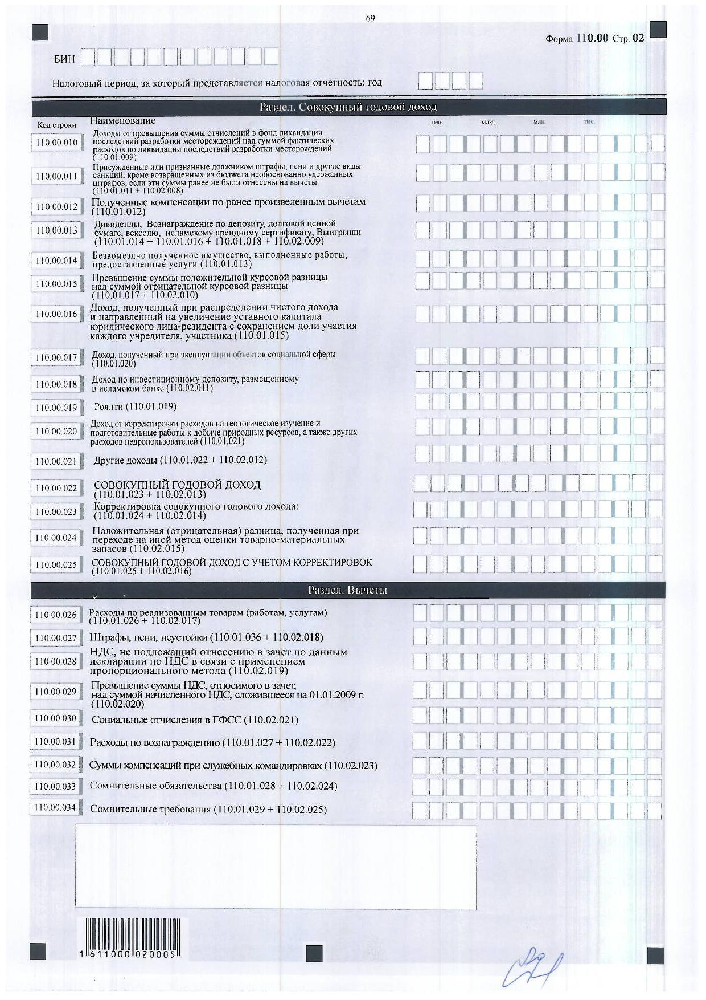 69
Форма 110.00 Стр. 02
БИН
Налоговый период, за который представляется налоговая отчетность: год
Раздел. Совокупный годовой доход
Код строки Наименование трлн. млрд. млн. тыс.
110.00.010 Доходы от превышения суммы отчислений в фонд ликвидации
последствий разработки месторождений над суммой фактических
расходов по ликвидации последствий разработки месторождений
(110.01.009)
110.00.011 Присужденные или признанные должником штрафы, пени и другие виды
санкций, кроме возвращенных из бюджета необоснованно удержанных
штрафов, если эти суммы ранее не были отнесены на вычеты
(110.01.011 + 110.02.008)
110.00.012 Полученные компенсации по ранее произведенным вычетам
(110.01.012)
110.00.013 Дивиденды, Вознаграждение по депозиту, долговой ценной
бумаге, векселю, исламскому арендному сертификату, Выигрыши
(110.01.014 + 110.01.016 + 110.01.018 + 110.02.009)
110.00.014 Безвомездно полученное имущество, выполненные работы,
предоставленные услуги (110.01.013)
110.00.015 Превышение суммы положительной курсовой разницы
над суммой отрицательной курсовой разницы
(110.01.017 + 110.02.010)
110.00.016 Доход, полученный при распределении чистого дохода
и направленный на увеличение уставного капитала
юридического лица-резидента с сохранением доли участия
каждого учредителя, участника (110.01.015)
110.00.017 Доход, полученный при эксплуатации объектов социальной сферы
(110.01.020)
110.00.018 Доход по инвестиционному депозиту, размещенному
в исламском банке (110.02.011)
110.00.019 Роялти (110.01.019)
110.00.020 Доход от корректировки расходов на геологическое изучение и
подготовительные работы к добыче природных ресурсов, а также других
расходов недропользователей (110.01.021)
110.00.021 Другие доходы (110.01.022 + 110.02.012)
110.00.022 СОВОКУПНЫЙ ГОДОВОЙ ДОХОД
(110.01.023 + 110.02.013)
110.00.023 Корректировка совокупного годового дохода:
(110.01.024 + 110.02.014)
110.00.024 Положительная (отрицательная) разница, полученная при
переходе на иной метод оценки товарно-материальных
запасов (110.02.015)
110.00.025 СОВОКУПНЫЙ ГОДОВОЙ ДОХОД С УЧЕТОМ КОРРЕКТИРОВОК
(110.01.025 + 110.02.016)
Раздел. Вычеты
110.00.026 Расходы по реализованным товарам (работам, услугам)
(110.01.026 + 110.02.017)
110.00.027 Штрафы, пени, неустойки (110.01.036 + 110.02.018)
110.00.028 НДС, не подлежащий отнесению в зачет по данным
декларации по НДС в связи с применением
пропорционального метода (110.02.019)
110.00.029 Превышение суммы НДС, относимого в зачет,
над суммой начисленного НДС, сложившееся на 01.01.2009 г.
(110.02.020)
110.00.030 Социальные отчисления в ГФСС (110.02.021)
110.00.031 Расходы по вознаграждению (110.01.027 + 110.02.022)
110.00.032 Суммы компенсаций при служебных командировках (110.02.023)
110.00.033 Сомнительные обязательства (110.01.028 + 110.02.024)
110.00.034 Сомнительные требования (110.01.029 + 110.02.025)
1 611000 020005